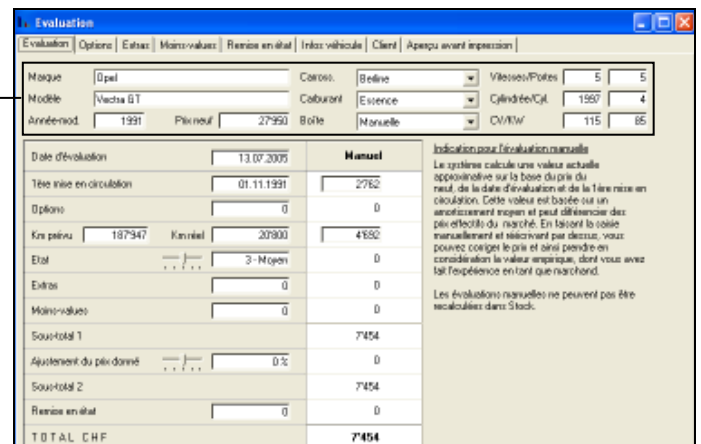 Evaluation
Evaluation Options Extras Moins-values Remise en état Infos véhicule Client Aperçu avant impression
Marque Opel Carross. Berline Vitesses/Portes 5 5
Modèle Vectra GT Carburant Essence Cylindrée/Cyl. 1997 4
Année-mod. 1991 Prix neuf 27'950 Boîte Manuelle CV/KW 115 85
Date d'évaluation 13.07.2005 Manuel
1ère mise en circulation 01.11.1991 2'762
Options 0 0
Km prévu 187'947 Km réel 20'800 4'692
Etat 3 - Moyen 0
Extras 0 0
Moins-values 0 0
Sous-total 1 7'454
Ajustement du prix donné 0 % 0
Sous-total 2 7'454
Remise en état 0 0
TOTAL CHF 7'454
Indication pour l'évaluation manuelle
Le système calcule une valeur actuelle
approximative sur la base du prix du
neuf, de la date d'évaluation et de la 1ère mise en
circulation. Cette valeur est basée sur un
amortissement moyen et peut différencier des
prix effectifs du marché. En faisant la saisie
manuellement et réécrivant par dessus, vous
pouvez corriger le prix et ainsi prendre en
considération la valeur empirique, dont vous avez
fait l'expérience en tant que marchand.
Les évaluations manuelles ne peuvent pas être
recalculées dans Stock.